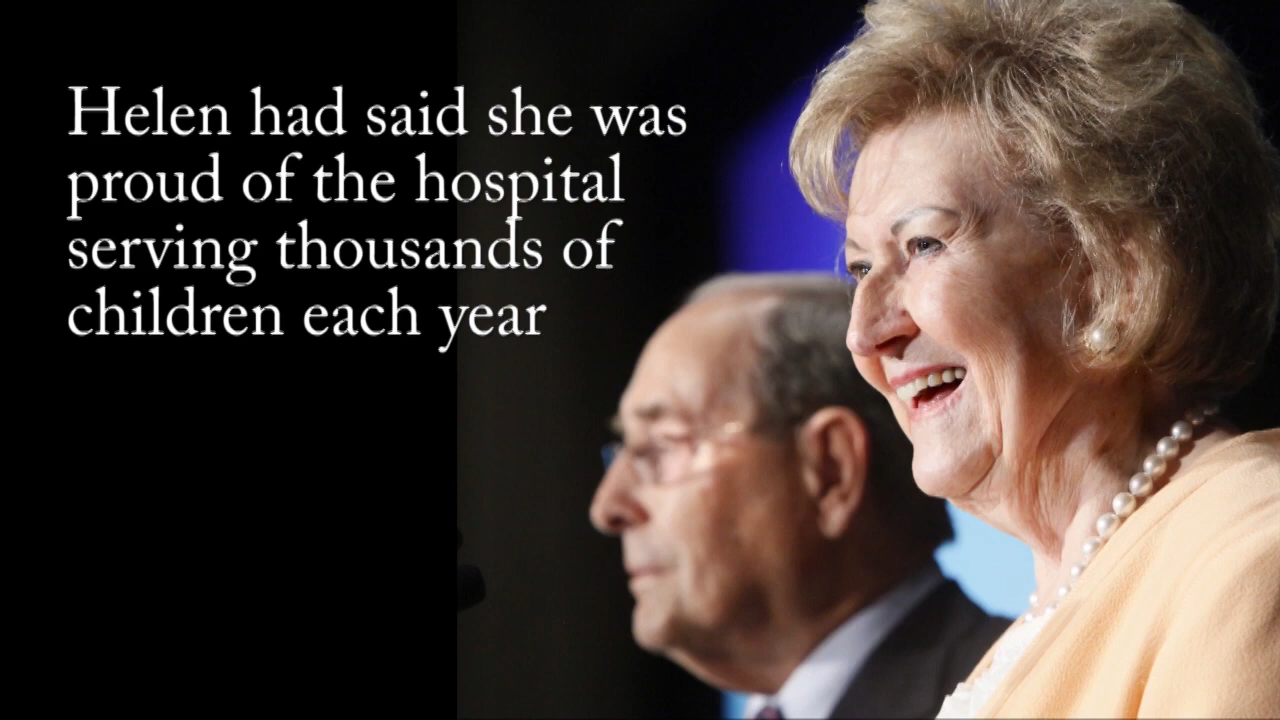 Helen had said she was
proud of the hospital
serving thousands of
children each year